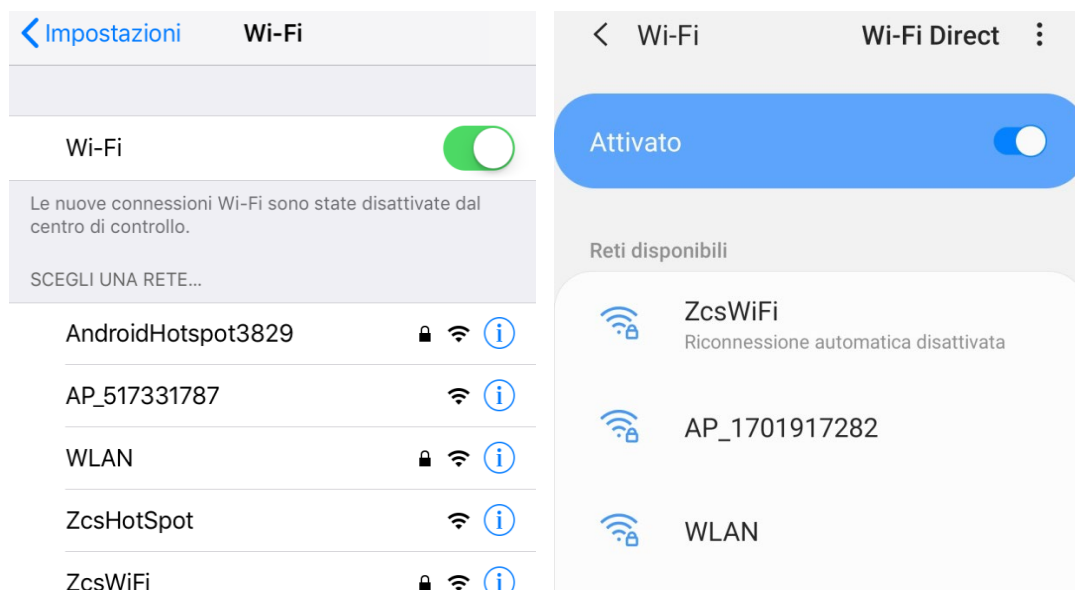 Impostazioni
Wi-Fi
Wi-Fi
Le nuove connessioni Wi-Fi sono state disattivate dal
centro di controllo.
SCEGLI UNA RETE...
AndroidHotspot3829
AP_517331787
WLAN
ZcsHotSpot
ZcsWiFi
Wi-Fi
Wi-Fi Direct
Attivato
Reti disponibili
ZcsWiFi
Riconnessione automatica disattivata
AP_1701917282
WLAN